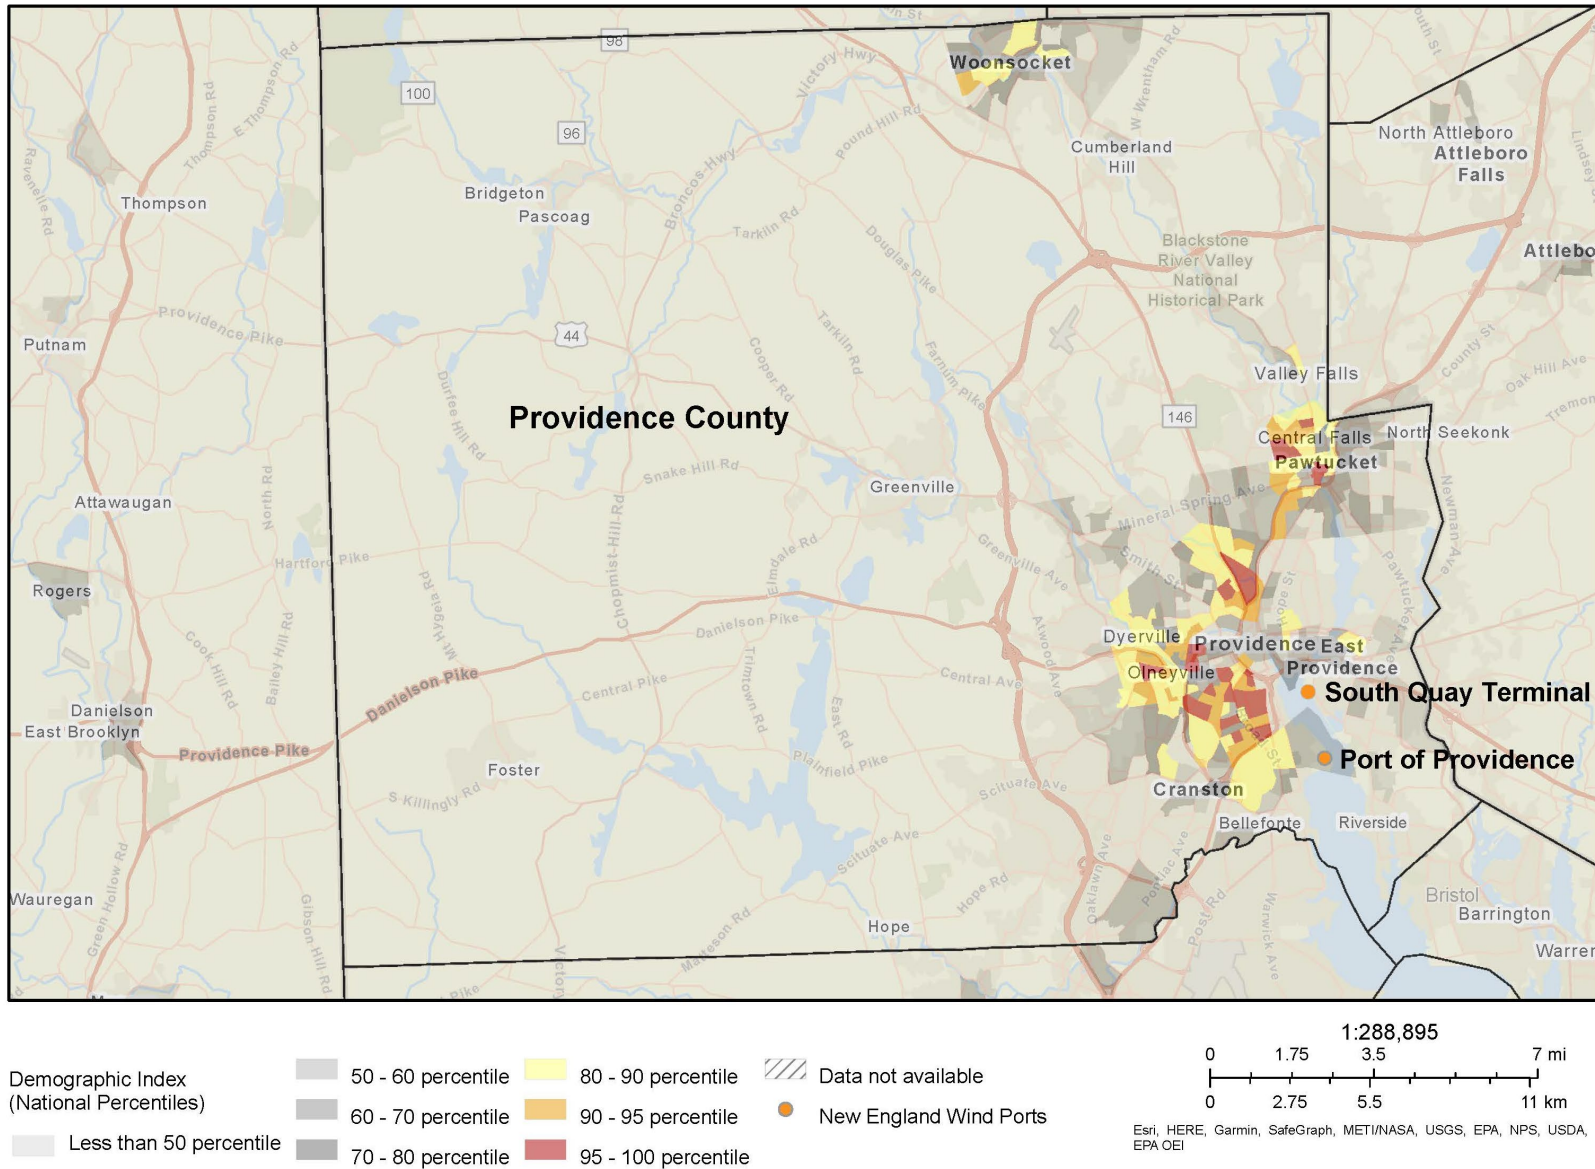 98
100
96
Victory Hwy
Woonsocket
W Wrentham Rd
Pound Hill Rd
Cumberland
Hill
North Attleboro
Attleboro
Falls
Lindsey
E Thompson Rd
Thompson Rd
Ravenelle Rd
Thompson
Bridgeton
Pascoag
Broncos-Hwy
Tarkiln Rd
Douglas Pike
Blackstone
River Valley
National
Historical Park
Attlebo
Putnam
Providence Pike
44
Tarkiln Rd
Cooper Rd
Farnum Pike
Durfee Hill Rd
Valley Falls
County St
Oak Hill Ave
Tremon
Providence County
146
Central Falls
North Seekonk
Pawtucket
Snake Hill Rd
Greenville
Newman Ave
Attawaugan
North Rd
Mineral Spring Ave
Chopmist-Hill-Rd
Hartford Pike
Elmdale Rd
Greenville Ave
Smith St
Hope St
Pawtucket Ave
Rogers
Mt Hygeia Rd
Danielson Pike
Atwood Ave
Dyerville
Providence
East
Providence
Cook Hill Rd
Bailey Hill Rd
Trimtown Rd
Olneyville
Central Pike
Central Ave
Danielson Pike
South Quay Terminal
Danielson
East Brooklyn
East Rd
Broad St
Providence Pike
Plainfield Pike
Port of Providence
Foster
S Killingly Rd
Scituate Ave
Cranston
Bellefonte
Riverside
Scituate Ave
Green Hollow Rd
Wauregan
Gibson Hill Rd
Hope Rd
Oaklawn Ave
Pontiac Ave
Post Rd
Warwick Ave
Bristol
Barrington
Hope
Matteson Rd
Victory
Pike
Warren
1:288,895
0 1.75 3.5 7 mi
0 2.75 5.5 11 km
Demographic Index
(National Percentiles)
Less than 50 percentile
50 - 60 percentile
60 - 70 percentile
70 - 80 percentile
80 - 90 percentile
90 - 95 percentile
95 - 100 percentile
Data not available
New England Wind Ports
Esri, HERE, Garmin, SafeGraph, METI/NASA, USGS, EPA, NPS, USDA,
EPA OEI